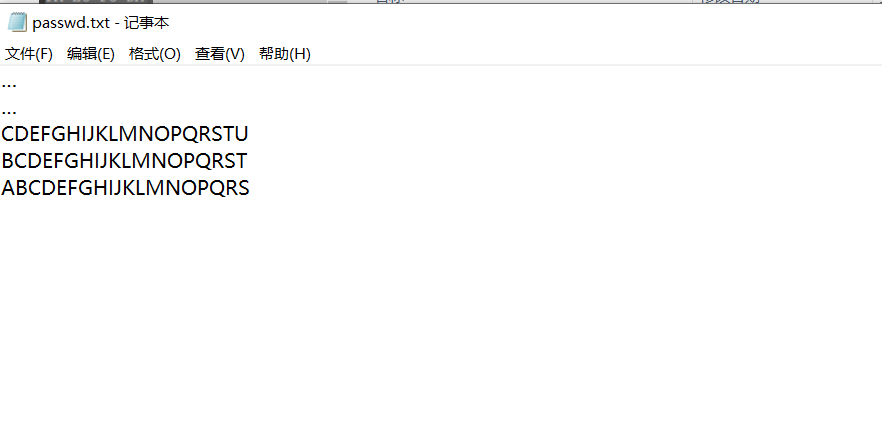 passwd.txt - 记事本
文件(F) 编辑(E) 格式(O) 查看(V) 帮助(H)
...
...
CDEFGHIJKLMNOPQRSTU
BCDEFGHIJKLMNOPQRST
ABCDEFGHIJKLMNOPQRS